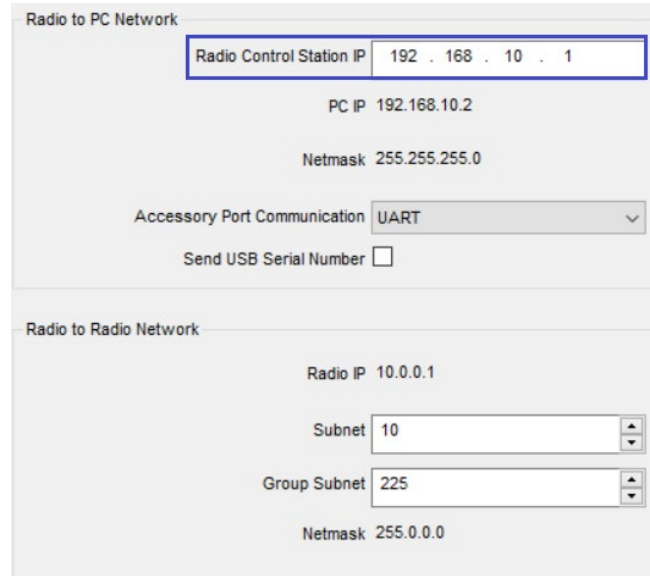 Radio to PC Network
Radio Control Station IP 192 . 168 . 10 . 1
PC IP 192.168.10.2
Netmask 255.255.255.0
Accessory Port Communication UART
Send USB Serial Number
Radio to Radio Network
Radio IP 10.0.0.1
Subnet 10
Group Subnet 225
Netmask 255.0.0.0